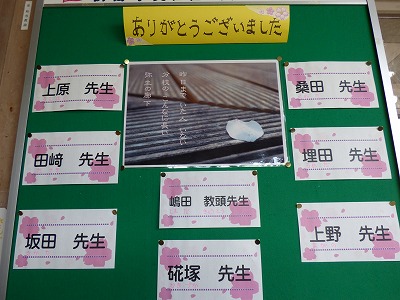 ありがとうございました
上原　先生
桑田　先生
田﨑　先生
埋田　先生
嶋田　教頭先生
坂田　先生
上野　先生
硴塚　先生